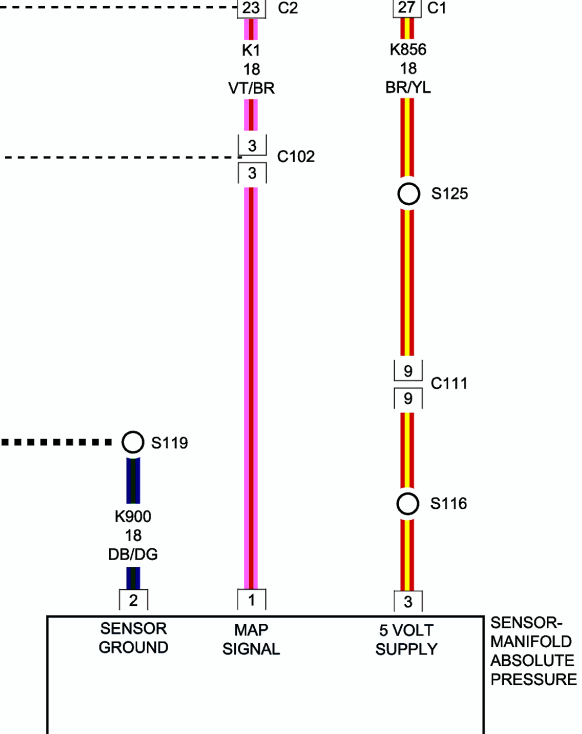 23 C2
27 C1
K1
18
VT/BR
K856
18
BR/YL
3
C102
3
S125
9
C111
9
S119
S116
K900
18
DB/DG
2
1
3
SENSOR
GROUND
MAP
SIGNAL
5 VOLT
SUPPLY
SENSOR-
MANIFOLD
ABSOLUTE
PRESSURE